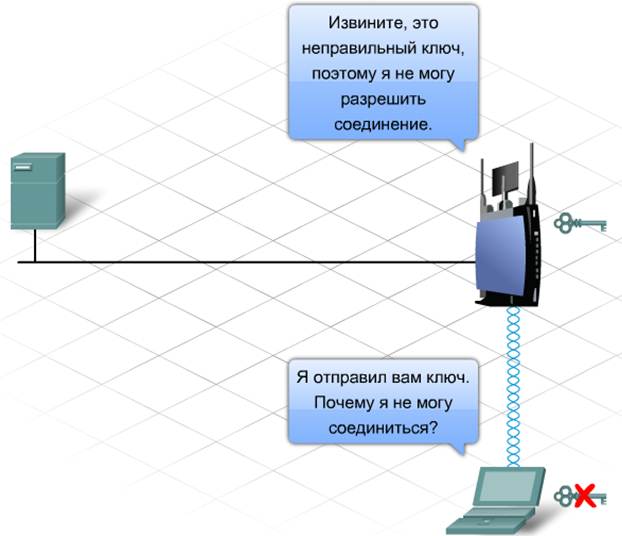 Извините, это
неправильный ключ,
поэтому я не могу
разрешить
соединение.
Я отправил вам ключ.
Почему я не могу
соединиться?